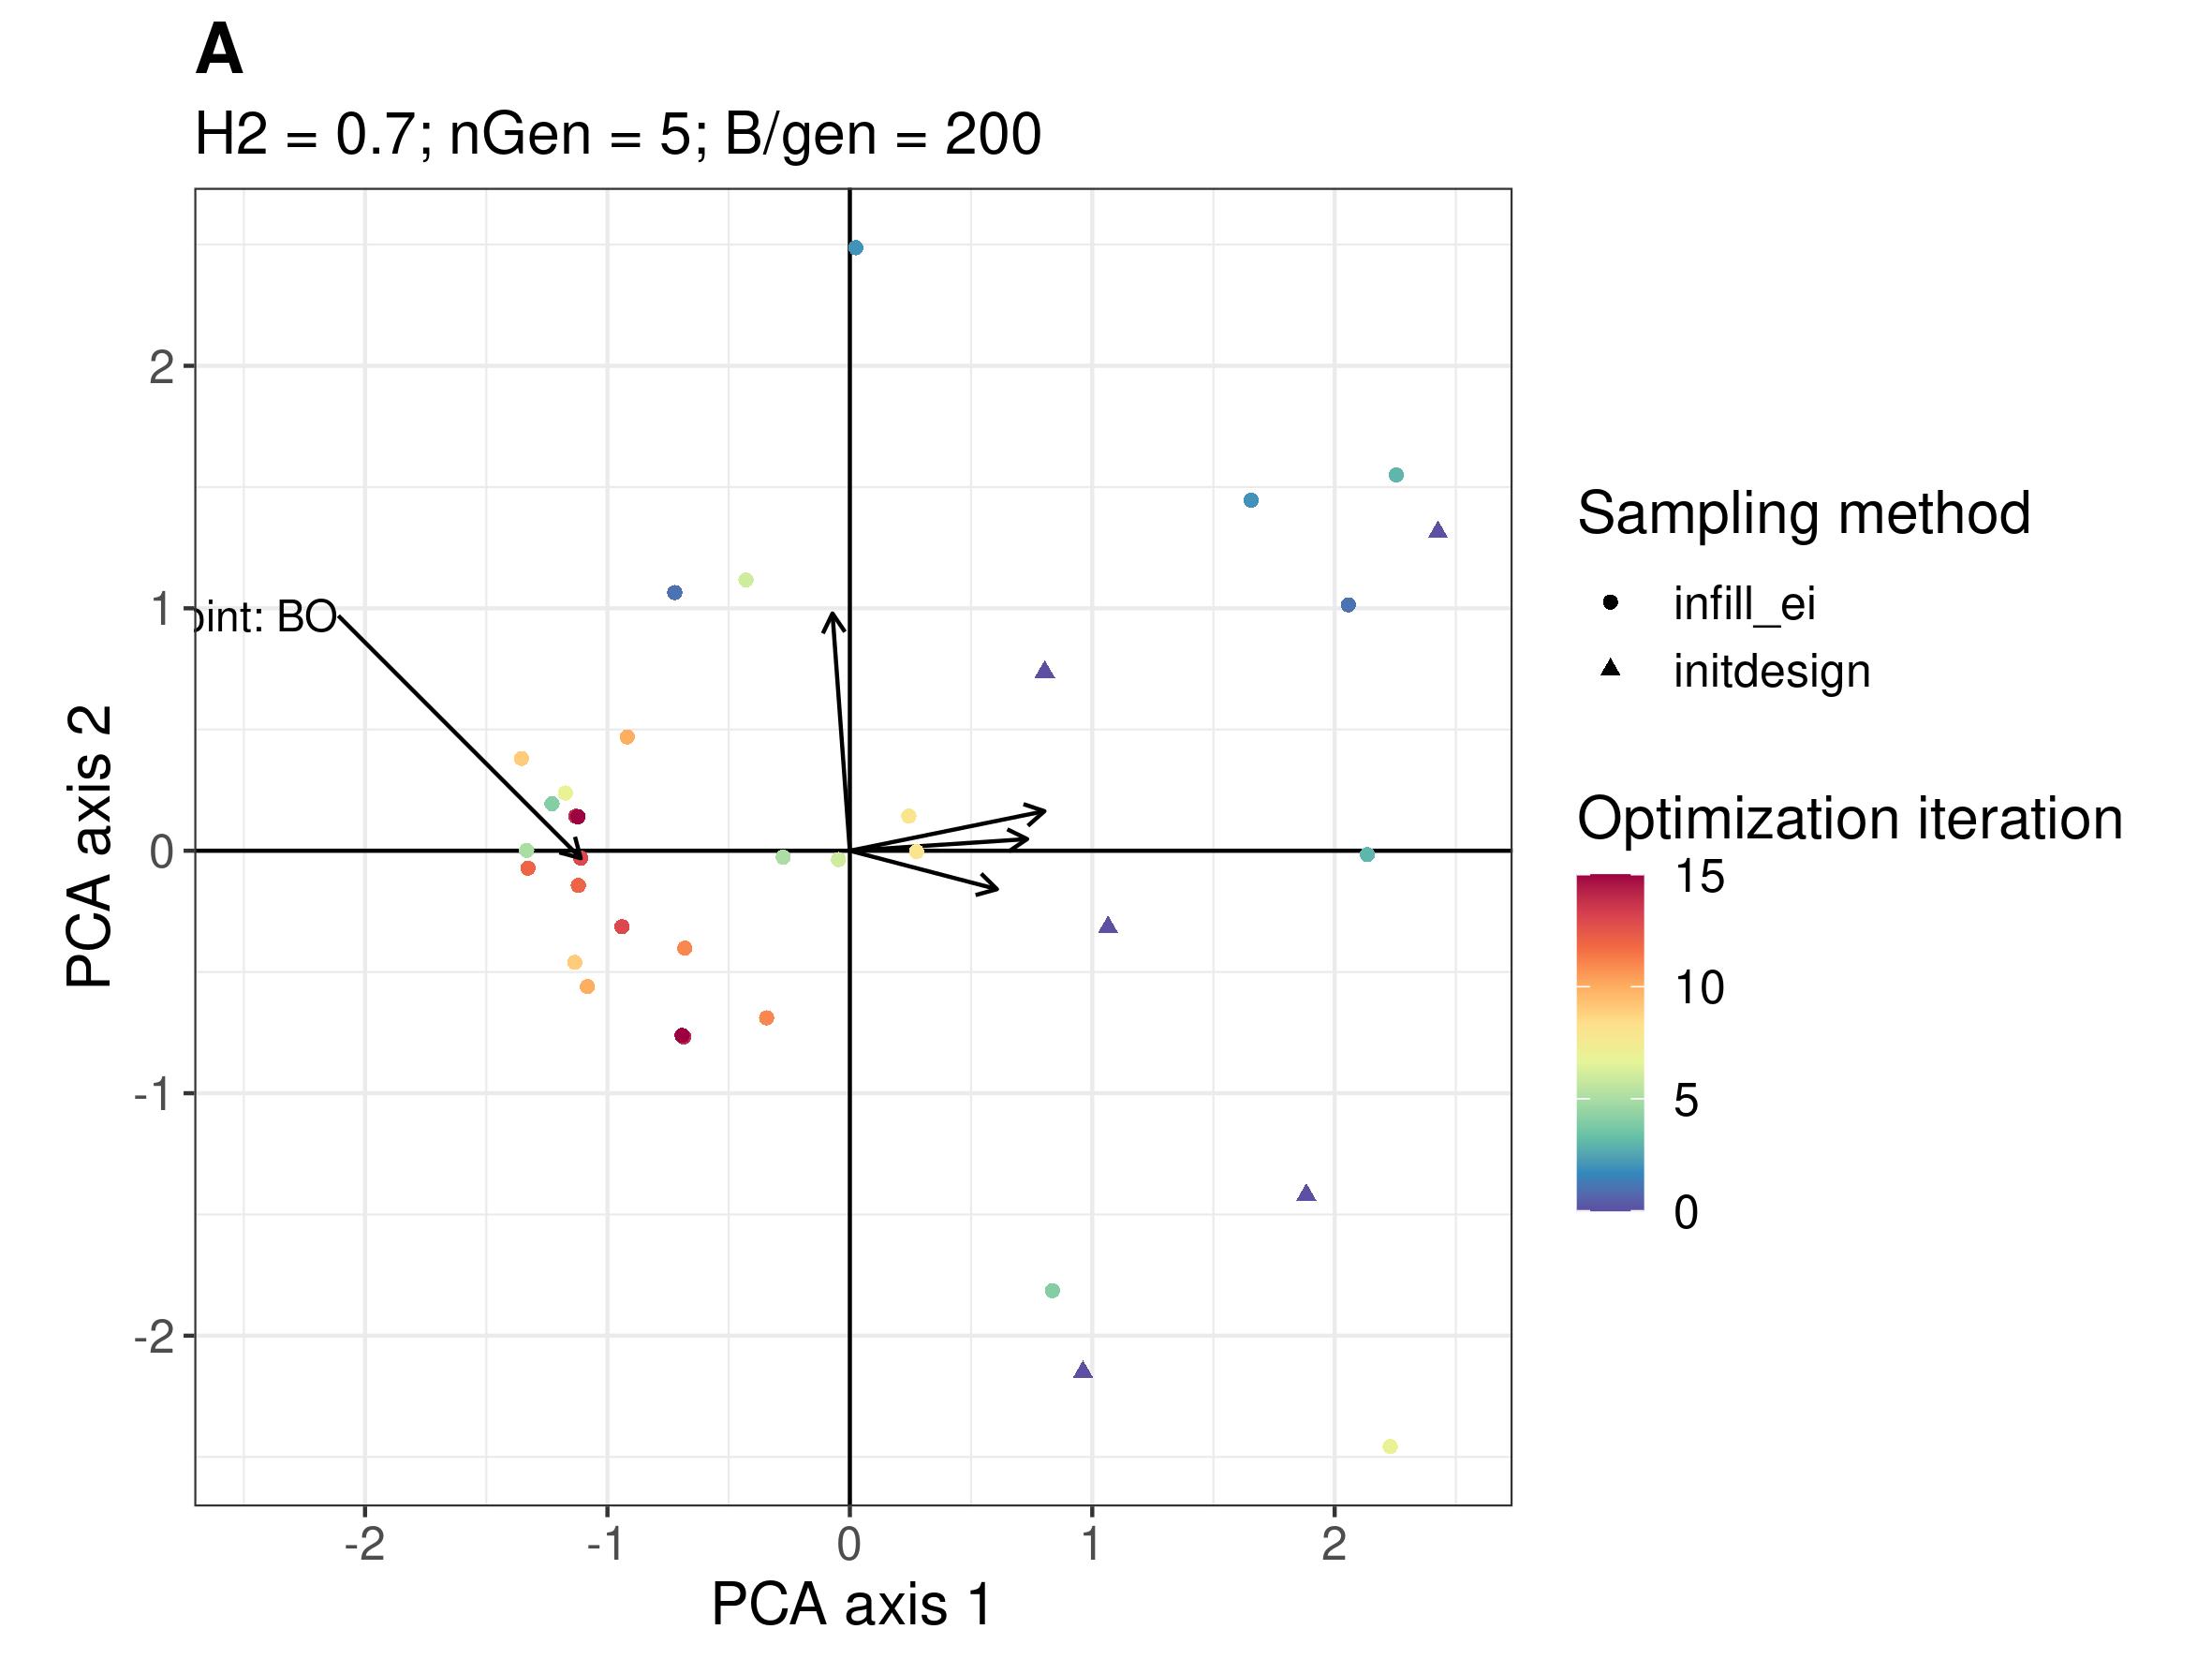 A
H2 = 0.7; nGen = 5; B/gen = 200
2
1
0
-1
-2
int: BO
-2
-1
0
1
2
PCA axis 1
PCA axis 2
Sampling method
infill_ei
initdesign
Optimization iteration
15
10
5
0